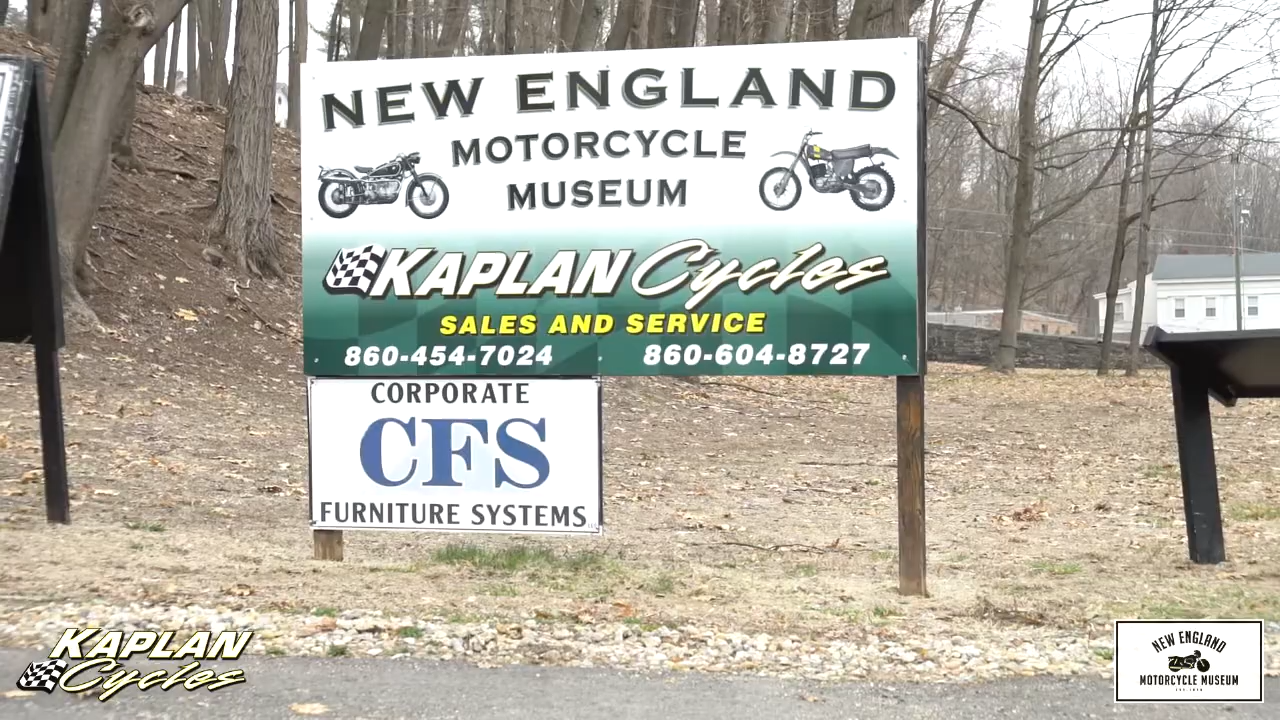 NEW ENGLAND
MOTORCYCLE
MUSEUM
KAPLAN Cycles
SALES AND SERVICE
860-454-7024 860-604-8727
CORPORATE
CFS
FURNITURE SYSTEMS
KAPLAN
Cycles
NEW ENGLAND
MOTORCYCLE MUSEUM